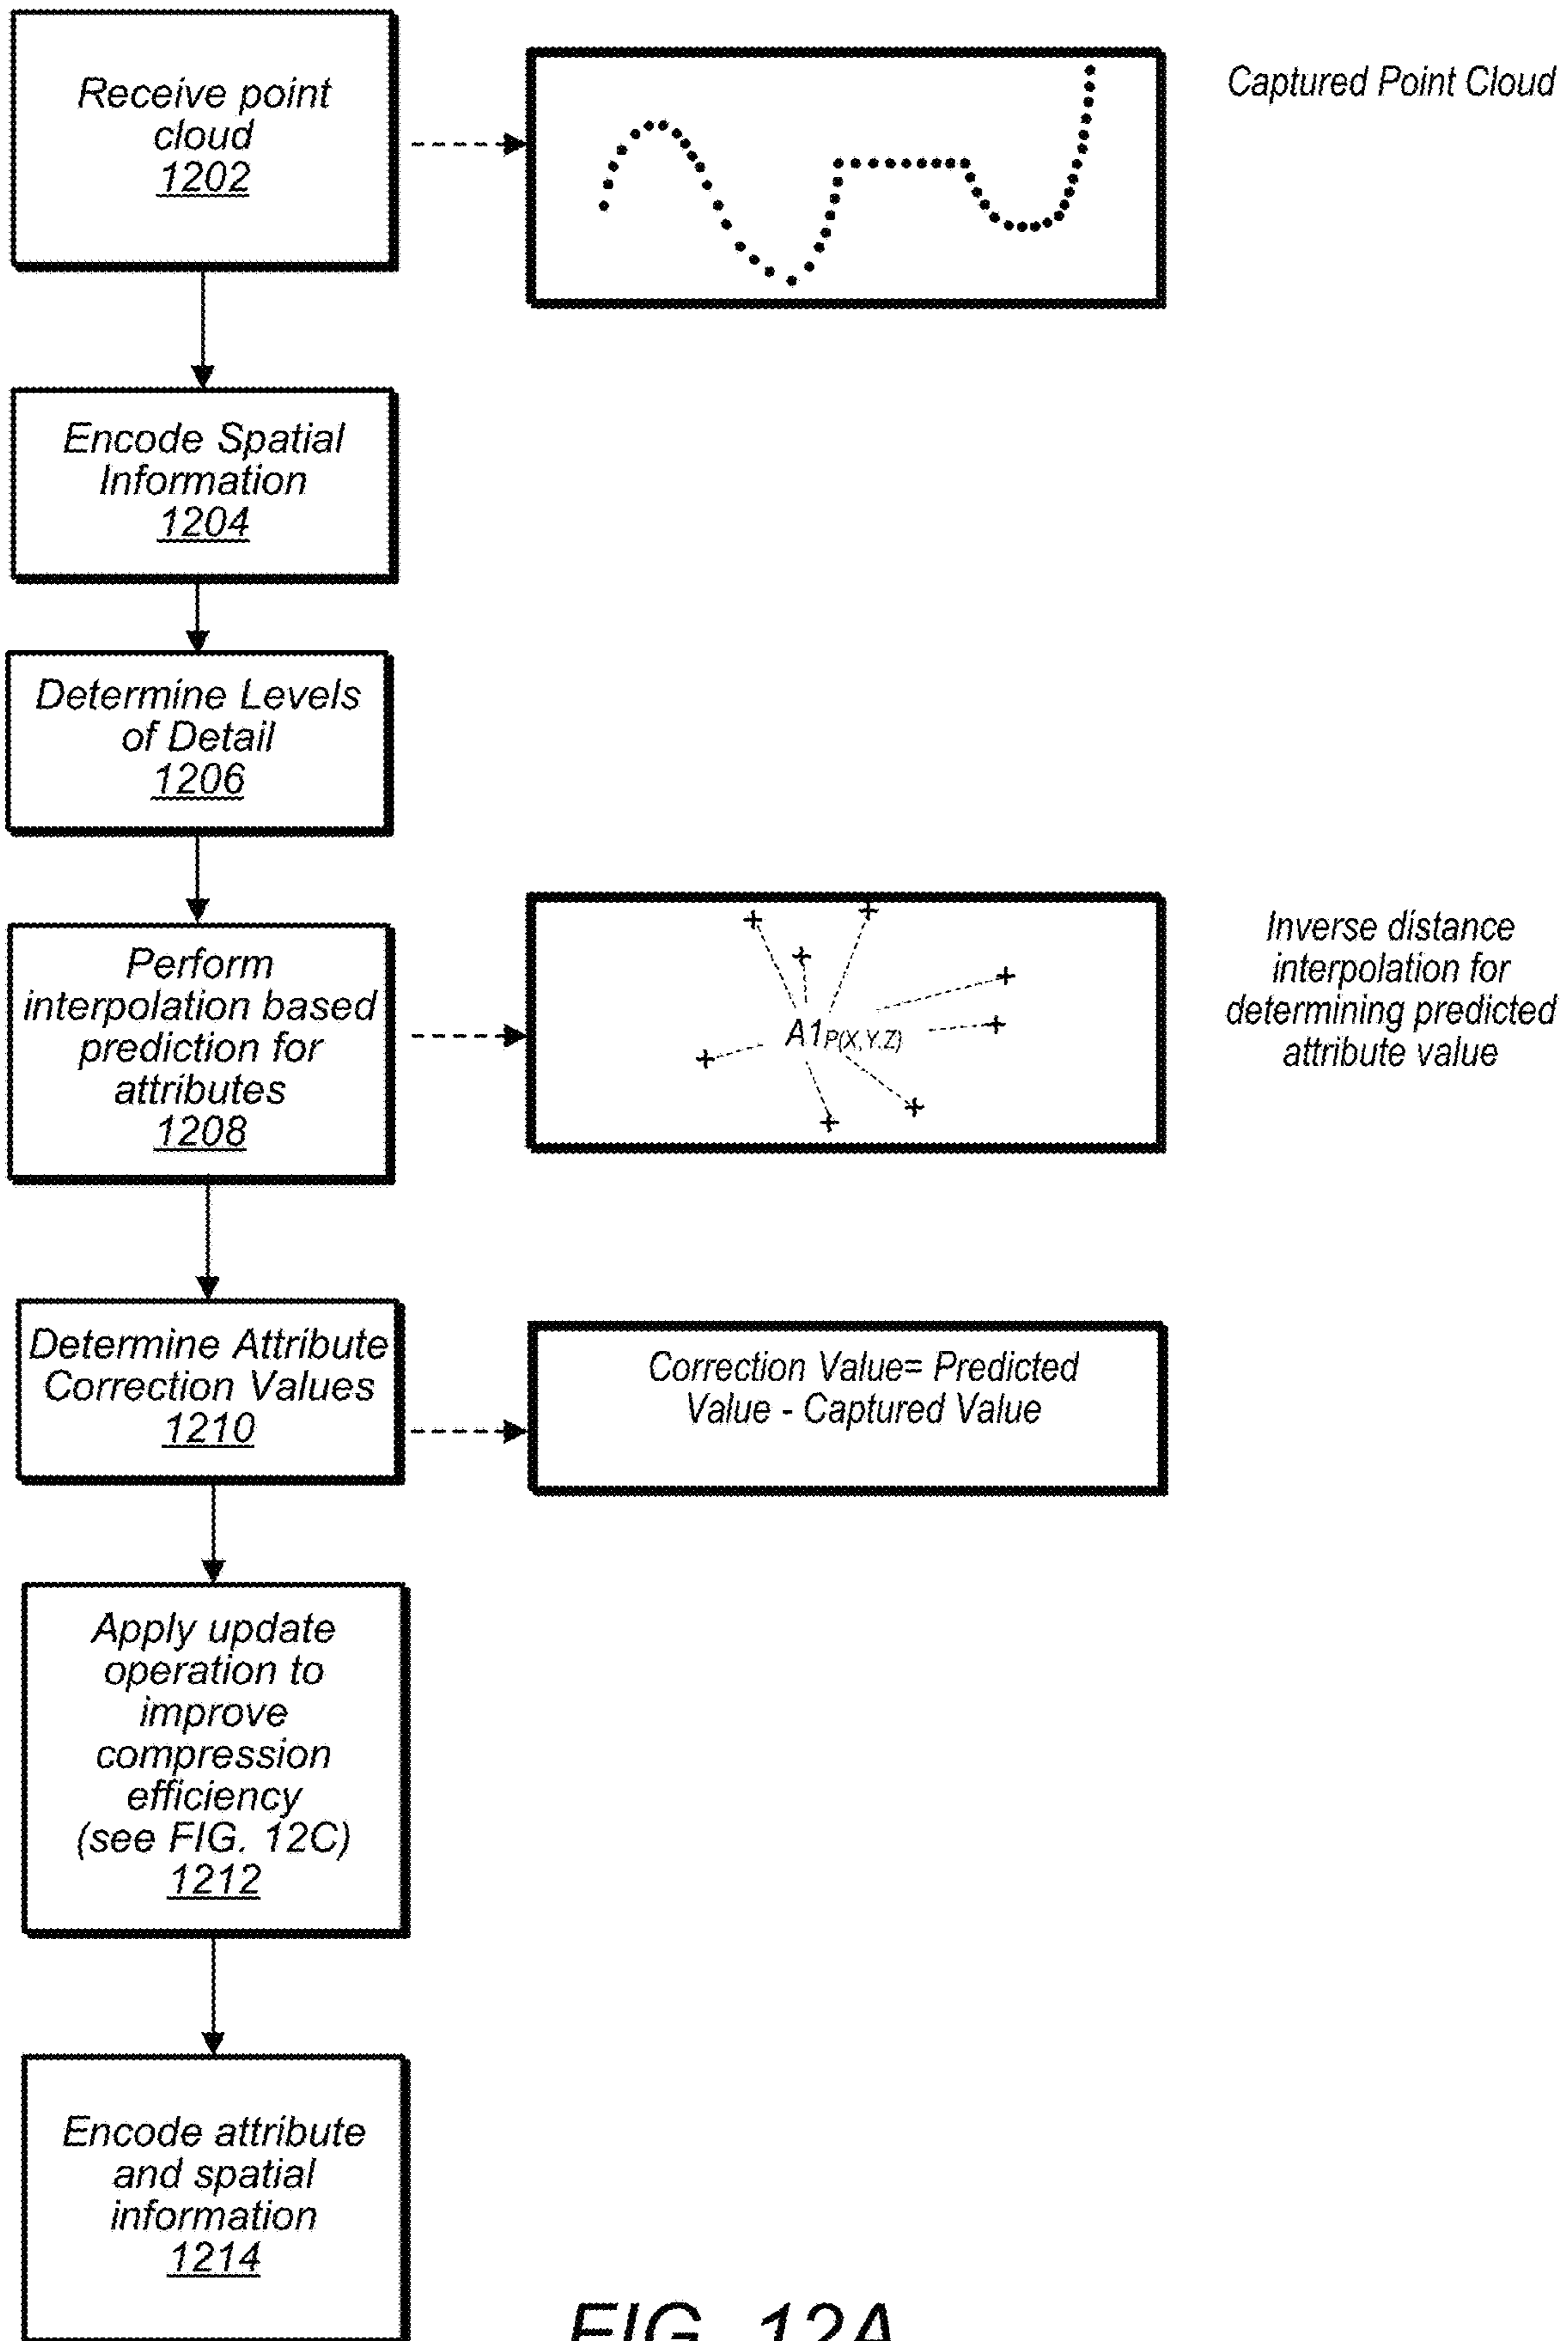 Receive point
cloud
1202
Captured Point Cloud
Encode Spatial
Information
1204
Determine Levels
of Detail
1206
Perform
interpolation based
prediction for
attributes
1208
A1P(X,Y.Z)
Inverse distance
interpolation for
determining predicted
attribute value
Determine Attribute
Correction Values
1210
Correction Value= Predicted
Value - Captured Value
Apply update
operation to
improve
compression
efficiency
(see FIG. 12C)
1212
Encode attribute
and spatial
information
1214
FIG. 12A